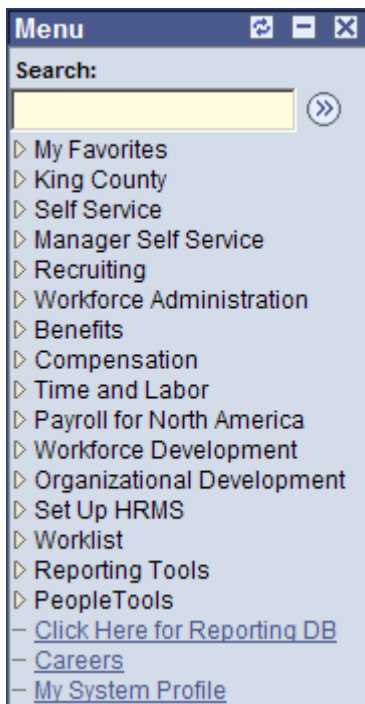 Menu
Search:
My Favorites
King County
Self Service
Manager Self Service
Recruiting
Workforce Administration
Benefits
Compensation
Time and Labor
Payroll for North America
Workforce Development
Organizational Development
Set Up HRMS
Worklist
Reporting Tools
PeopleTools
Click Here for Reporting DB
Careers
My System Profile